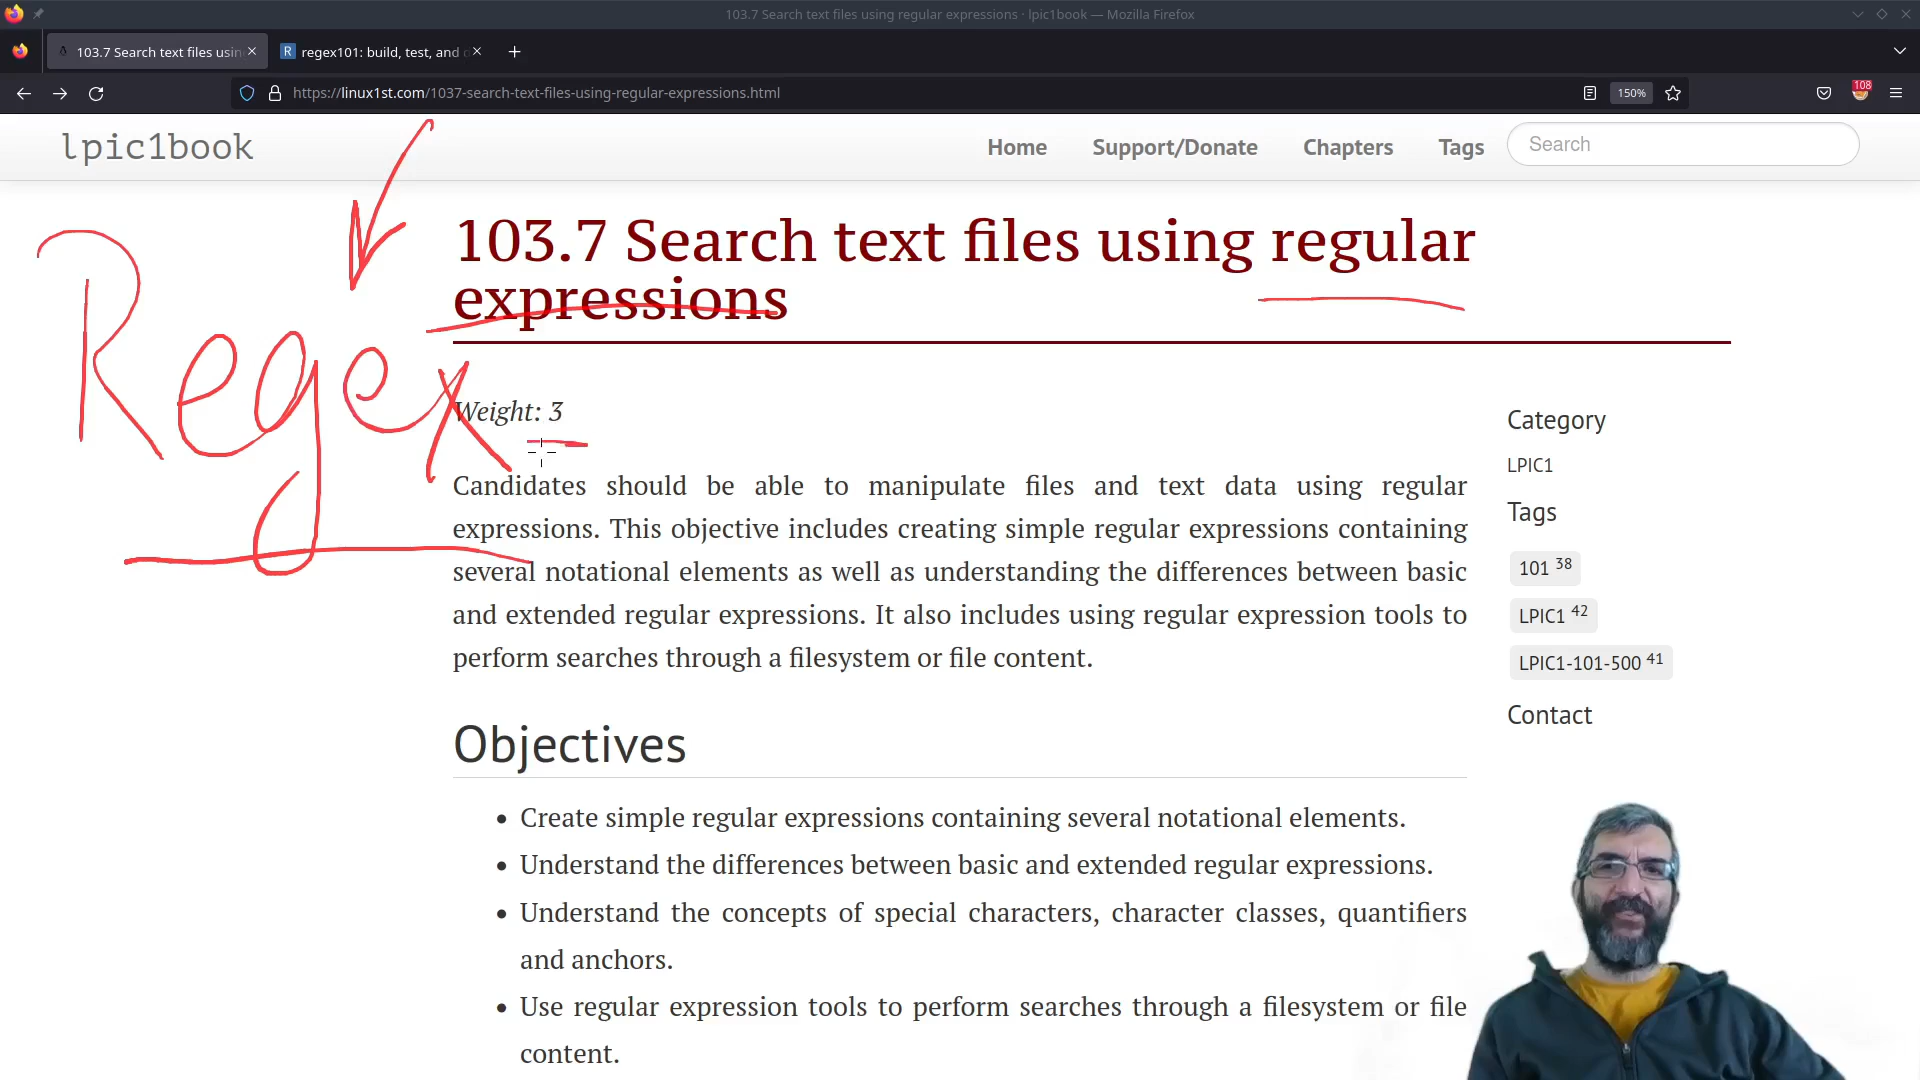 103.7 Search text files using regular expressions · lpic1book — Mozilla Firefox
103.7 Search text files usin
regex101: build, test, and d
https://linux1st.com/1037-search-text-files-using-regular-expressions.html
150%
108
lpic1book
Home
Support/Donate
Chapters
Tags
Search
103.7 Search text files using regular
expressions
Regex
Weight: 3
Candidates should be able to manipulate files and text data using regular
expressions. This objective includes creating simple regular expressions containing
several notational elements as well as understanding the differences between basic
and extended regular expressions. It also includes using regular expression tools to
perform searches through a filesystem or file content.
Objectives
• Create simple regular expressions containing several notational elements.
• Understand the differences between basic and extended regular expressions.
• Understand the concepts of special characters, character classes, quantifiers
and anchors.
• Use regular expression tools to perform searches through a filesystem or file
content.
Category
LPIC1
Tags
101 38
LPIC1 42
LPIC1-101-500 41
Contact